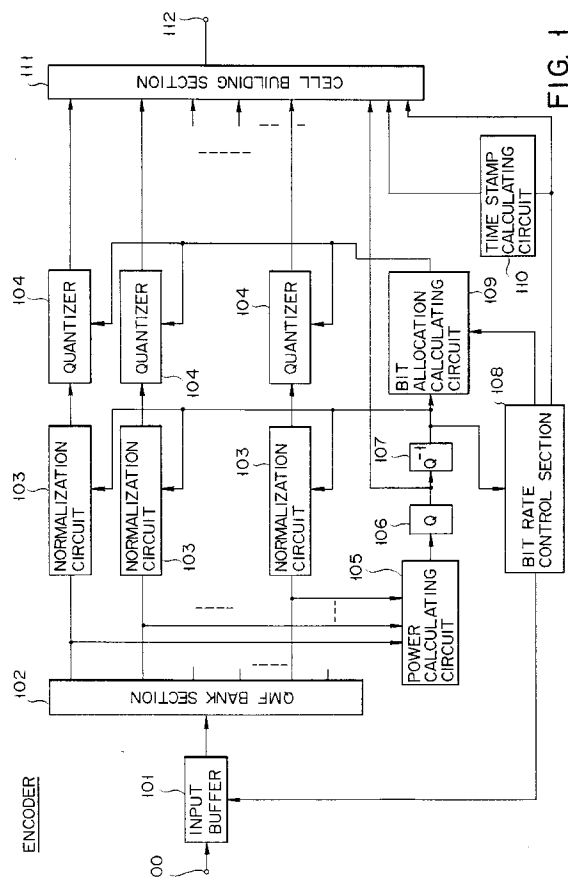 ENCODER
100
101
INPUT
BUFFER
102
QMF BANK SECTION
103
NORMALIZATION
CIRCUIT
104
QUANTIZER
NORMALIZATION
CIRCUIT
103
QUANTIZER
104
103
NORMALIZATION
CIRCUIT
104
QUANTIZER
105
POWER
CALCULATING
CIRCUIT
106
Q
107
Q-1
BIT
ALLOCATION
CALCULATING
CIRCUIT
109
108
BIT RATE
CONTROL SECTION
TIME STAMP
CALCULATING
CIRCUIT
110
111
CELL BUILDING SECTION
112
FIG. 1